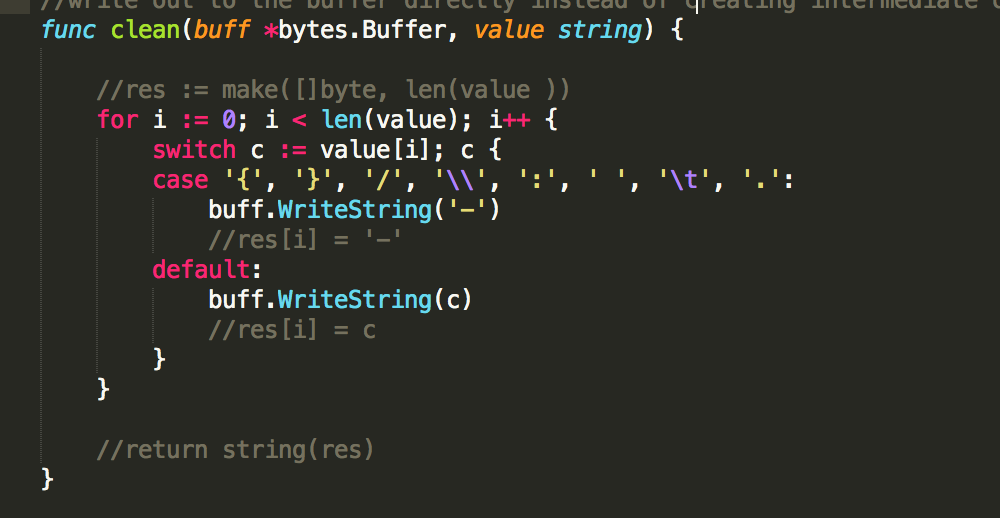 //write out to the buffer directly instead of creating intermediate
func clean(buff *bytes.Buffer, value string) {
//res := make([]byte, len(value ))
for i := 0; i < len(value); i++ {
switch c := value[i]; c {
case '{', '}', '/', '\\', ':', ' ', '\t', '.':
buff.WriteString('-')
//res[i] = '-'
default:
buff.WriteString(c)
//res[i] = c
}
}
//return string(res)
}